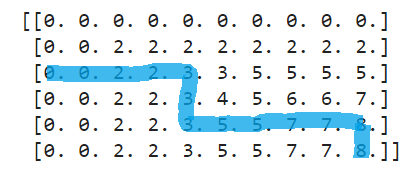 [[0. 0. 0. 0. 0. 0. 0. 0. 0. 0.]
[0. 0. 2. 2. 2. 2. 2. 2. 2. 2.]
[0. 0. 2. 2. 3. 3. 5. 5. 5. 5.]
[0. 0. 2. 2. 3. 4. 5. 6. 6. 7.]
[0. 0. 2. 2. 3. 5. 5. 7. 7. 8.]
[0. 0. 2. 2. 3. 5. 5. 7. 7. 8.]]